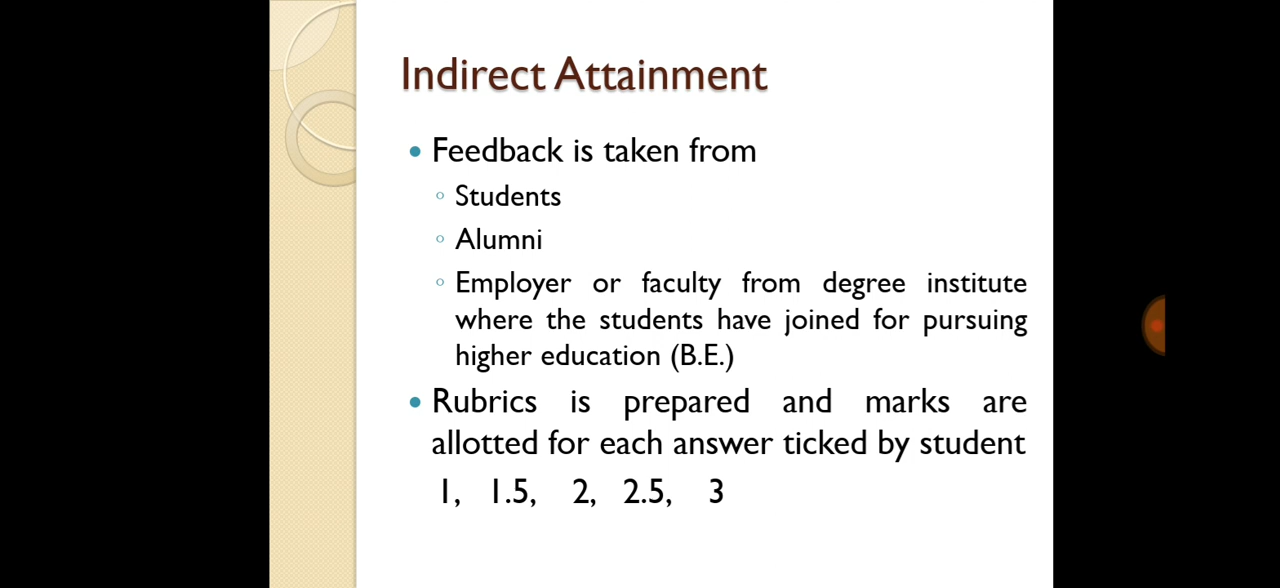 Indirect Attainment
• Feedback is taken from
◦ Students
◦ Alumni
◦ Employer or faculty from degree institute
where the students have joined for pursuing
higher education (B.E.)
• Rubrics is prepared and marks are
allotted for each answer ticked by student
1, 1.5, 2, 2.5, 3